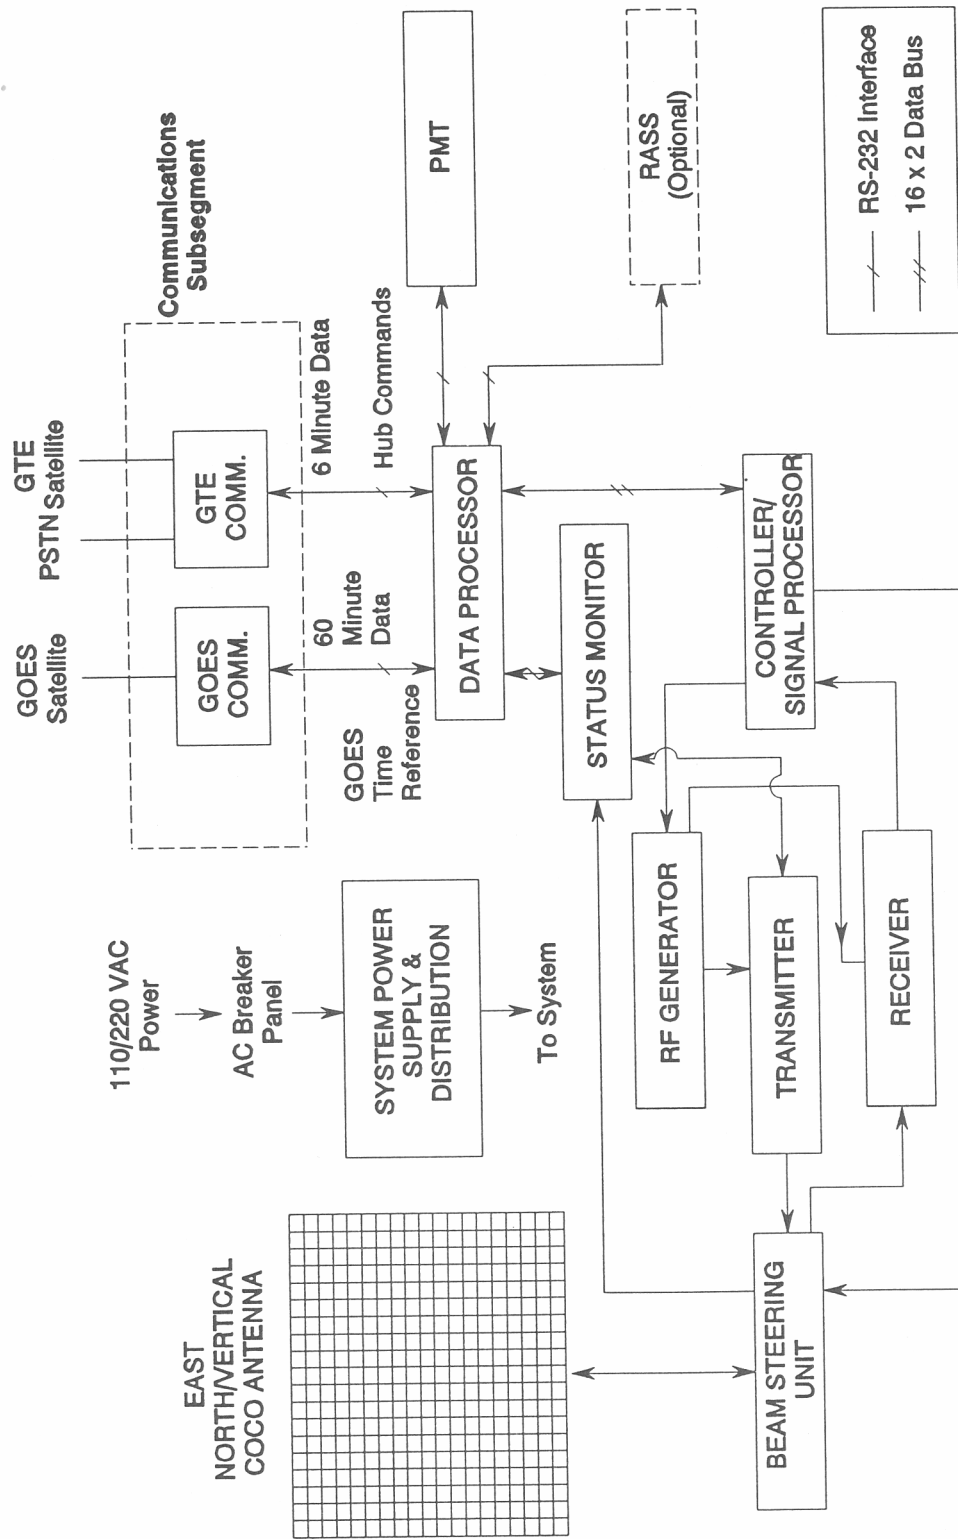 EAST
NORTH/VERTICAL
COCO ANTENNA
110/220 VAC
Power
AC Breaker
Panel
SYSTEM POWER
SUPPLY &
DISTRIBUTION
To System
GOES
Satellite
PSTN
GTE
Satellite
Communications
Subsegment
GOES
COMM.
GTE
COMM.
GOES
Time
Reference
60
Minute
Data
6 Minute Data
Hub Commands
PMT
DATA PROCESSOR
STATUS MONITOR
RASS
(Optional)
RF GENERATOR
TRANSMITTER
CONTROLLER/
SIGNAL PROCESSOR
BEAM STEERING
UNIT
RECEIVER
RS-232 Interface
16 x 2 Data Bus